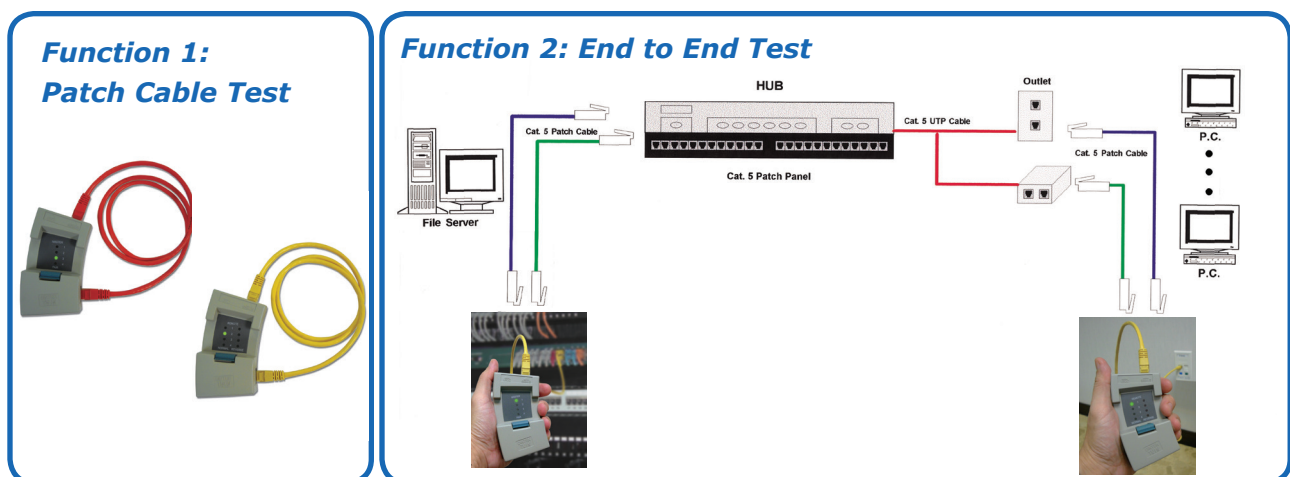 Function 1:
Patch Cable Test
Function 2: End to End Test
HUB
Outlet
Cat. 5 Patch Cable
Cat. 5 UTP Cable
P.C.
Cat. 5 Patch Cable
Cat. 5 Patch Panel
File Server
P.C.